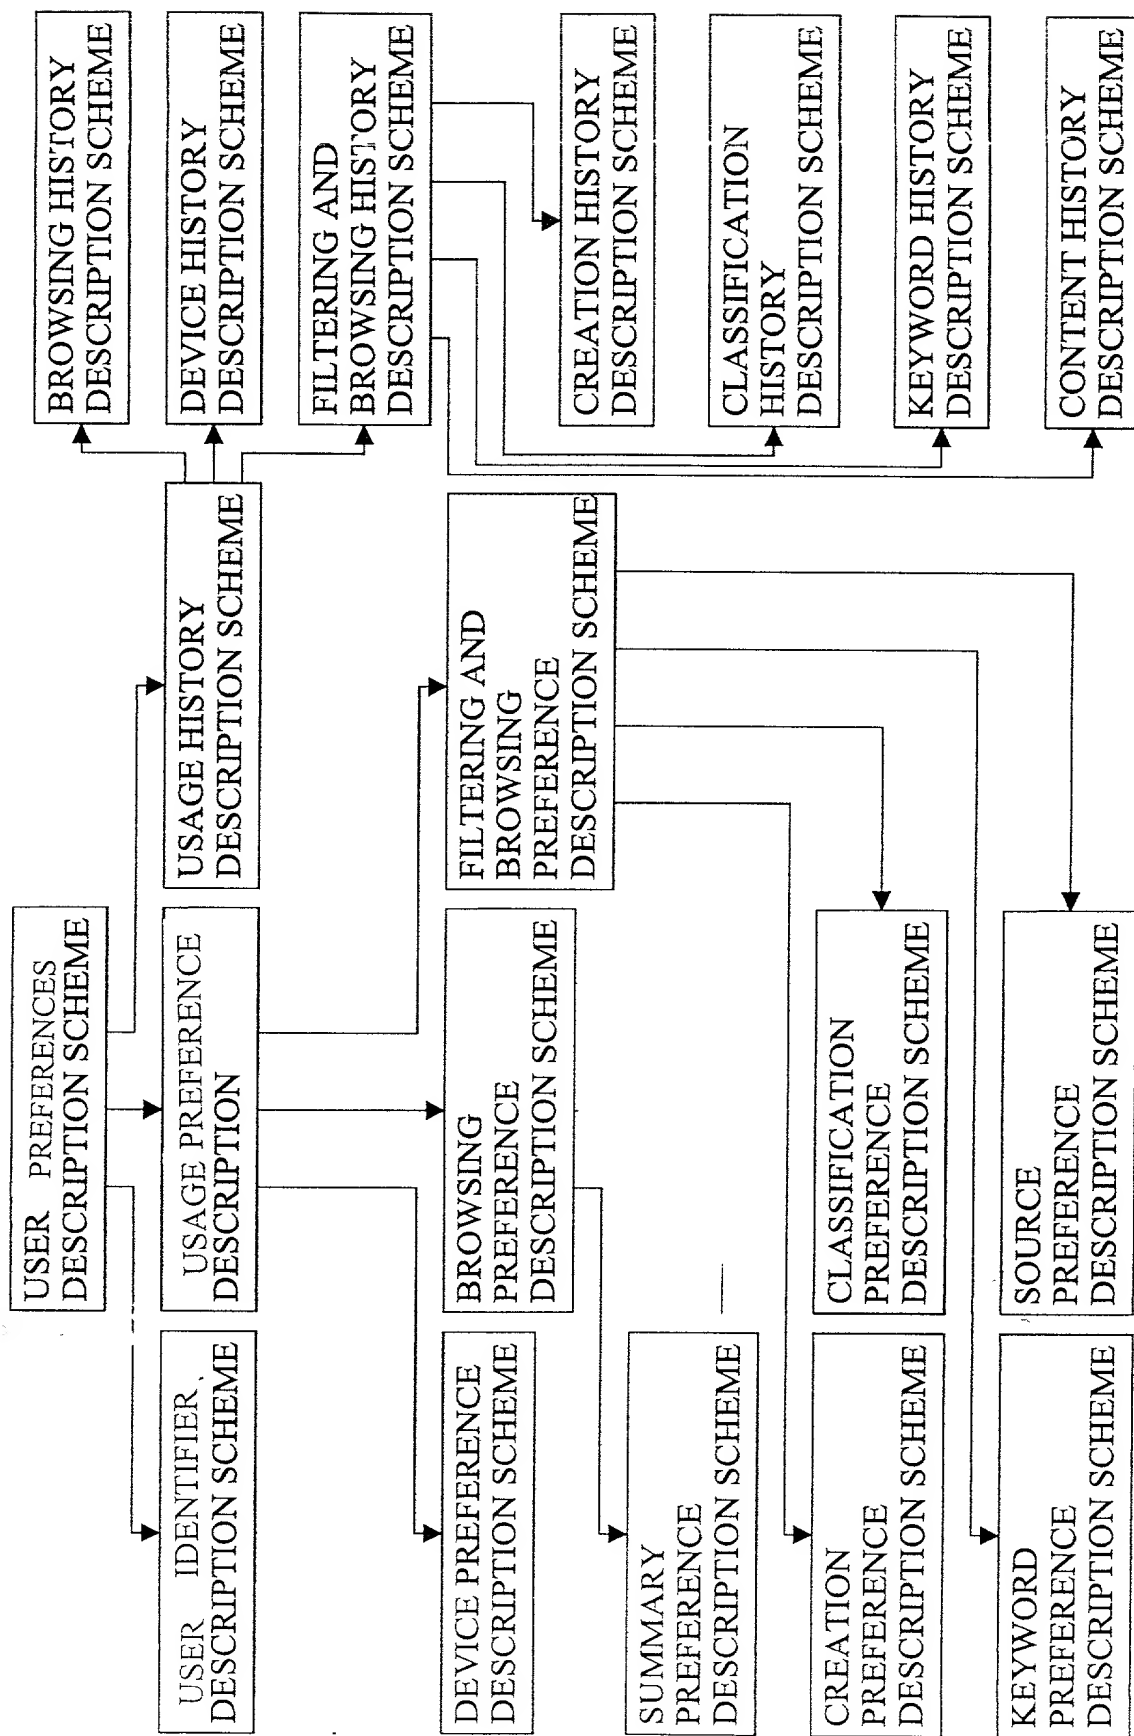 USER PREFERENCES
DESCRIPTION SCHEME
USER IDENTIFIER
DESCRIPTION SCHEME
USAGE PREFERENCE
DESCRIPTION
USAGE HISTORY
DESCRIPTION SCHEME
BROWSING HISTORY
DESCRIPTION SCHEME
DEVICE HISTORY
DESCRIPTION SCHEME
FILTERING AND
BROWSING HISTORY
DESCRIPTION SCHEME
DEVICE PREFERENCE
DESCRIPTION SCHEME
BROWSING
PREFERENCE
DESCRIPTION SCHEME
FILTERING AND
BROWSING
PREFERENCE
DESCRIPTION SCHEME
CREATION HISTORY
DESCRIPTION SCHEME
SUMMARY
PREFERENCE
DESCRIPTION SCHEME
CLASSIFICATION
HISTORY
DESCRIPTION SCHEME
CREATION
PREFERENCE
DESCRIPTION SCHEME
CLASSIFICATION
PREFERENCE
DESCRIPTION SCHEME
KEYWORD HISTORY
DESCRIPTION SCHEME
KEYWORD
PREFERENCE
DESCRIPTION SCHEME
SOURCE
PREFERENCE
DESCRIPTION SCHEME
CONTENT HISTORY
DESCRIPTION SCHEME